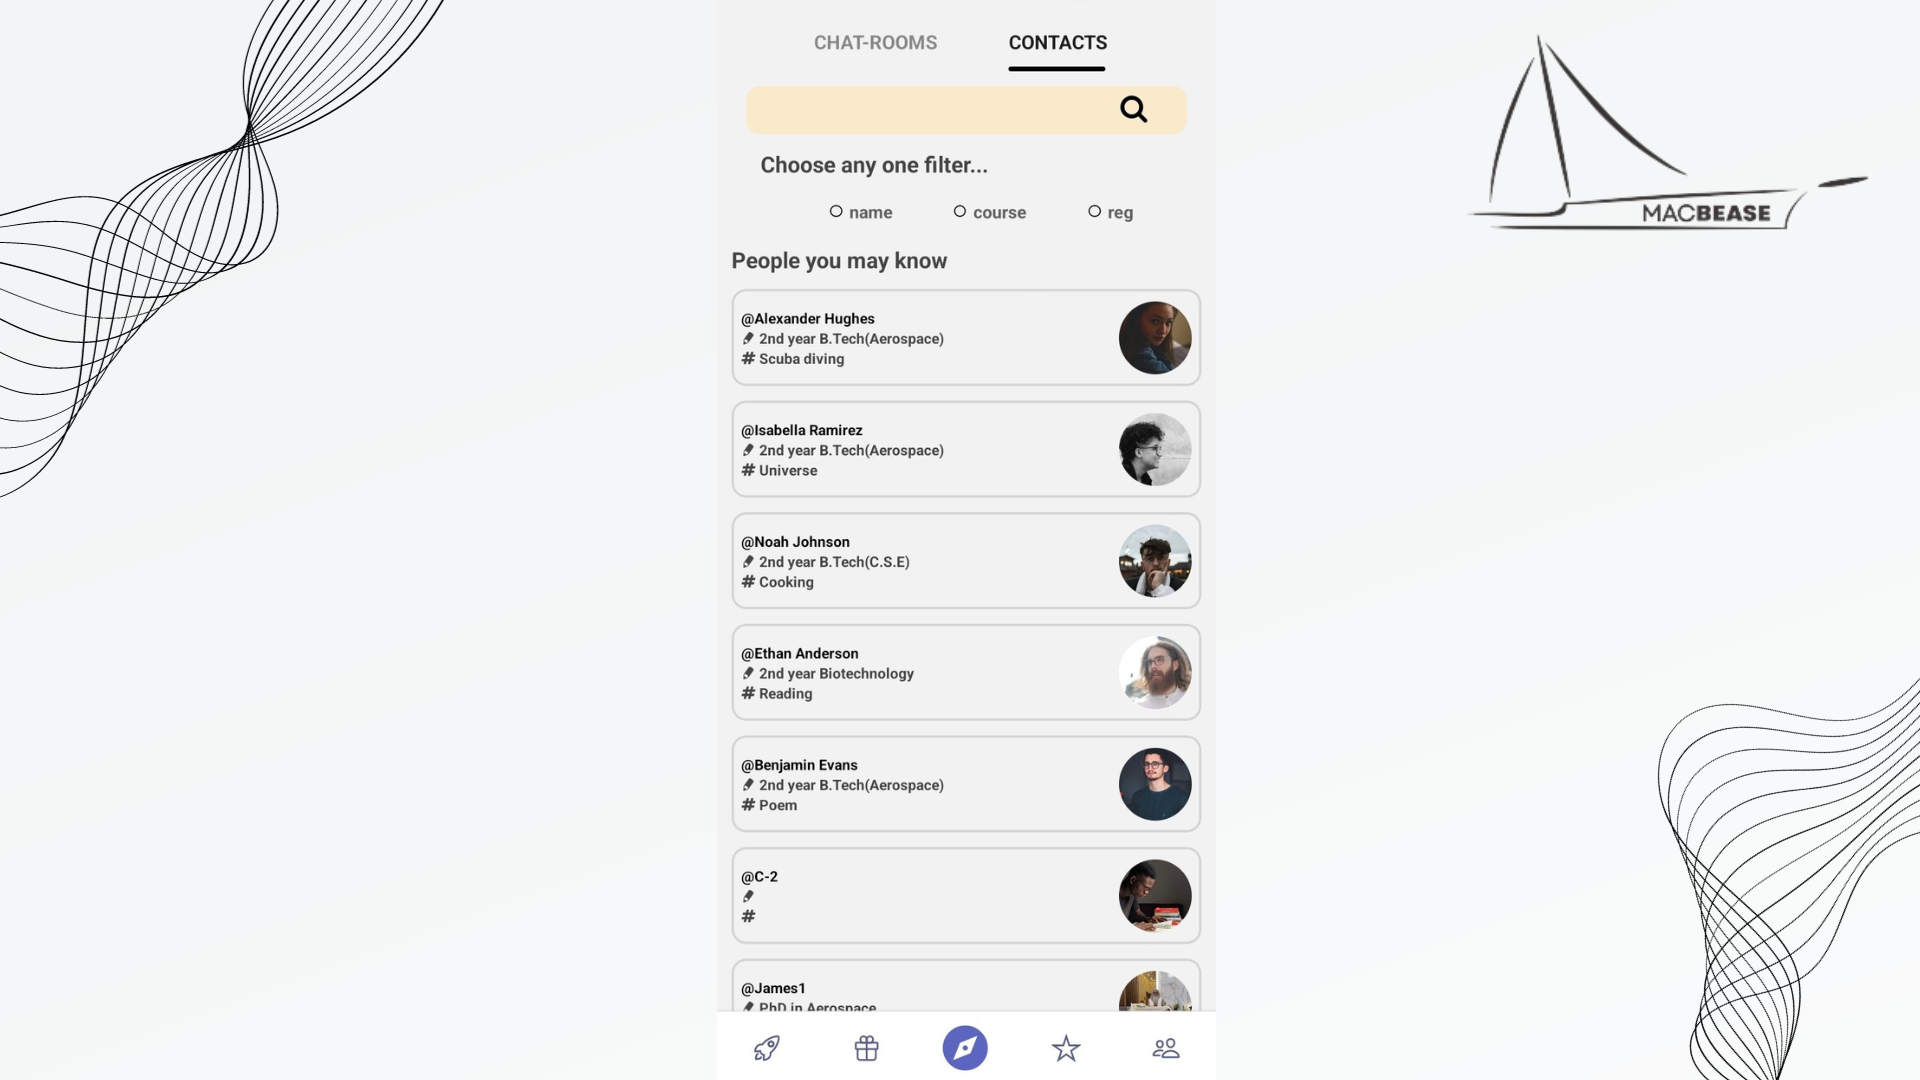 CHAT-ROOMS CONTACTS
MACBEASE
Choose any one filter...
name course reg
People you may know
@Alexander Hughes
2nd year B.Tech(Aerospace)
# Scuba diving
@Isabella Ramirez
2nd year B.Tech(Aerospace)
# Universe
@Noah Johnson
2nd year B.Tech(C.S.E)
# Cooking
@Ethan Anderson
2nd year Biotechnology
# Reading
@Benjamin Evans
2nd year B.Tech(Aerospace)
# Poem
@C-2
#
@James1
PhD in Aerospace